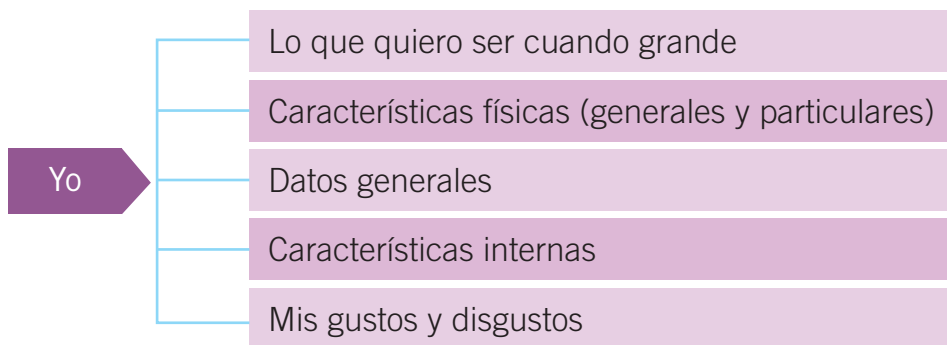 Yo
Lo que quiero ser cuando grande
Características físicas (generales y particulares)
Datos generales
Características internas
Mis gustos y disgustos